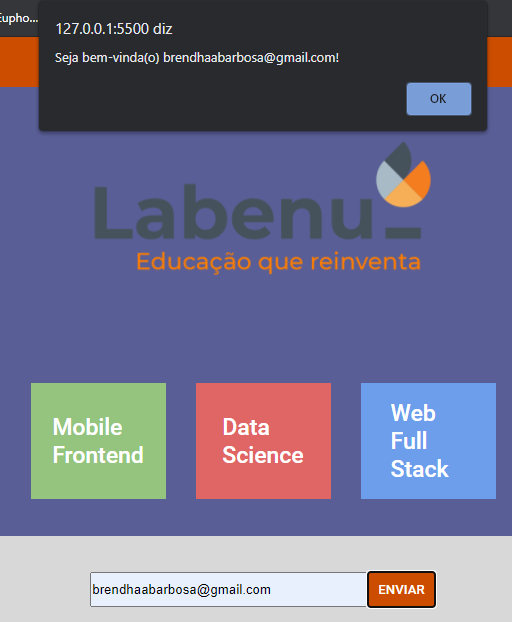 Eupho...
127.0.0.1:5500 diz
Seja bem-vinda(o) brendhaabarbosa@gmail.com!
OK
Labenu_
Educação que reinventa
Mobile
Frontend
Data
Science
Web
Full
Stack
brendhaabarbosa@gmail.com
ENVIAR